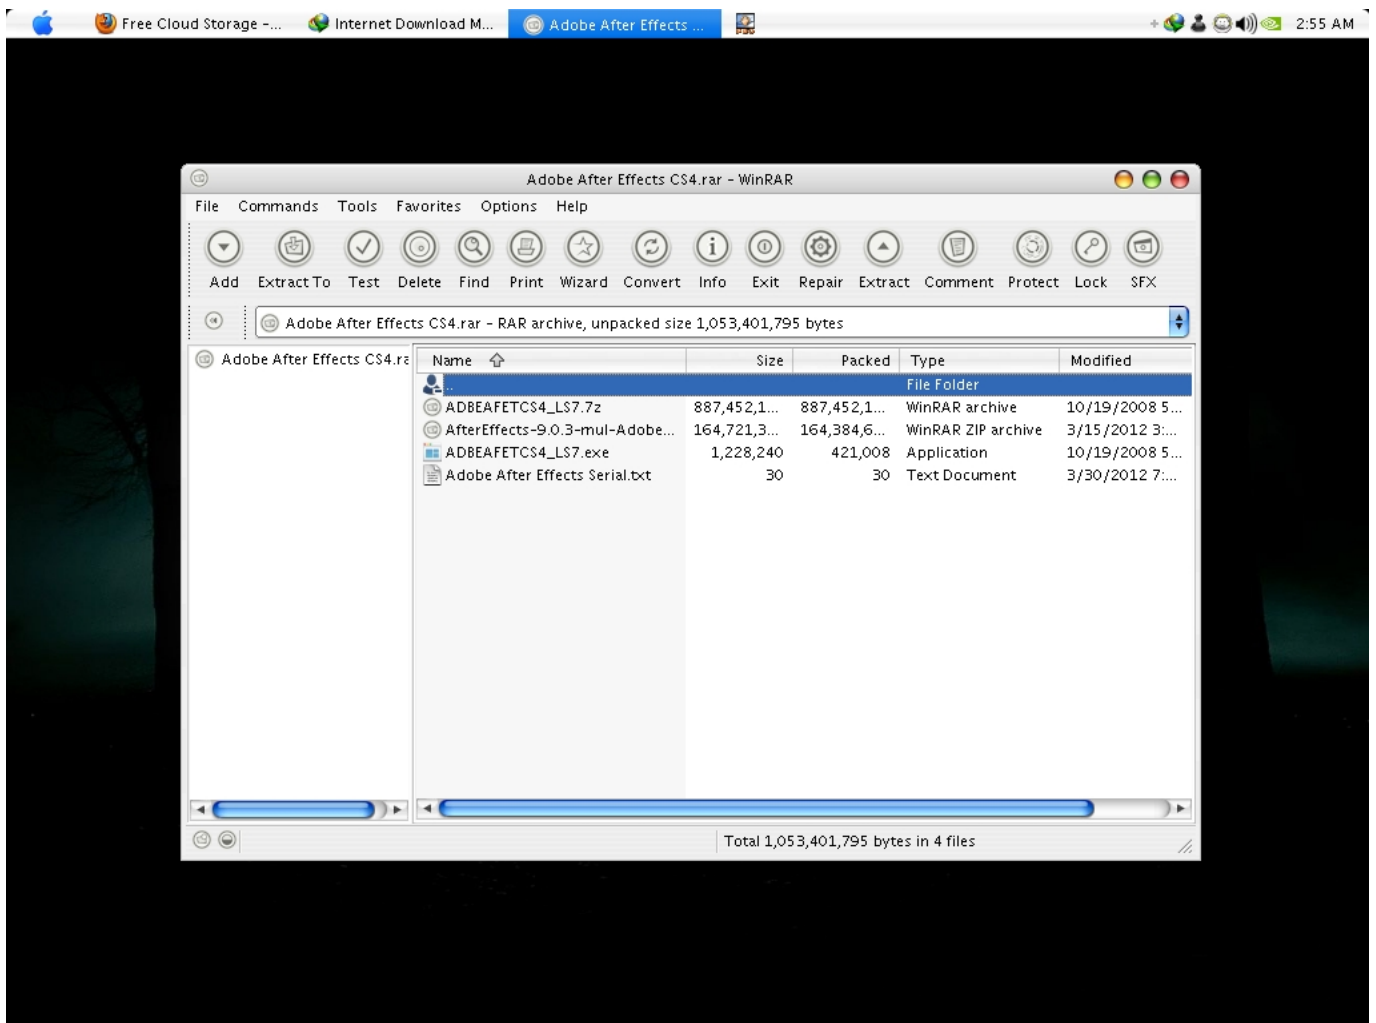 Free Cloud Storage -... Internet Download M... Adobe After Effects ... 2:55 AM
Adobe After Effects CS4.rar - WinRAR
File Commands Tools Favorites Options Help
Add Extract To Test Delete Find Print Wizard Convert Info Exit Repair Extract Comment Protect Lock SFX
Adobe After Effects CS4.rar - RAR archive, unpacked size 1,053,401,795 bytes
Adobe After Effects CS4.ra Name Size Packed Type Modified
.. File Folder
ADBEAFETCS4_LS7.7z 887,452,1... 887,452,1... WinRAR archive 10/19/2008 5...
AfterEffects-9.0.3-mul-Adobe... 164,721,3... 164,384,6... WinRAR ZIP archive 3/15/2012 3:...
ADBEAFETCS4_LS7.exe 1,228,240 421,008 Application 10/19/2008 5...
Adobe After Effects Serial.txt 30 30 Text Document 3/30/2012 7:...
Total 1,053,401,795 bytes in 4 files